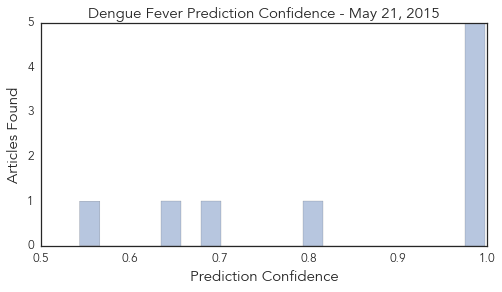 Dengue Fever Prediction Confidence - May 21, 2015
Articles Found
5
4
3
2
1
0
0.5 0.6 0.7 0.8 0.9 1.0
Prediction Confidence